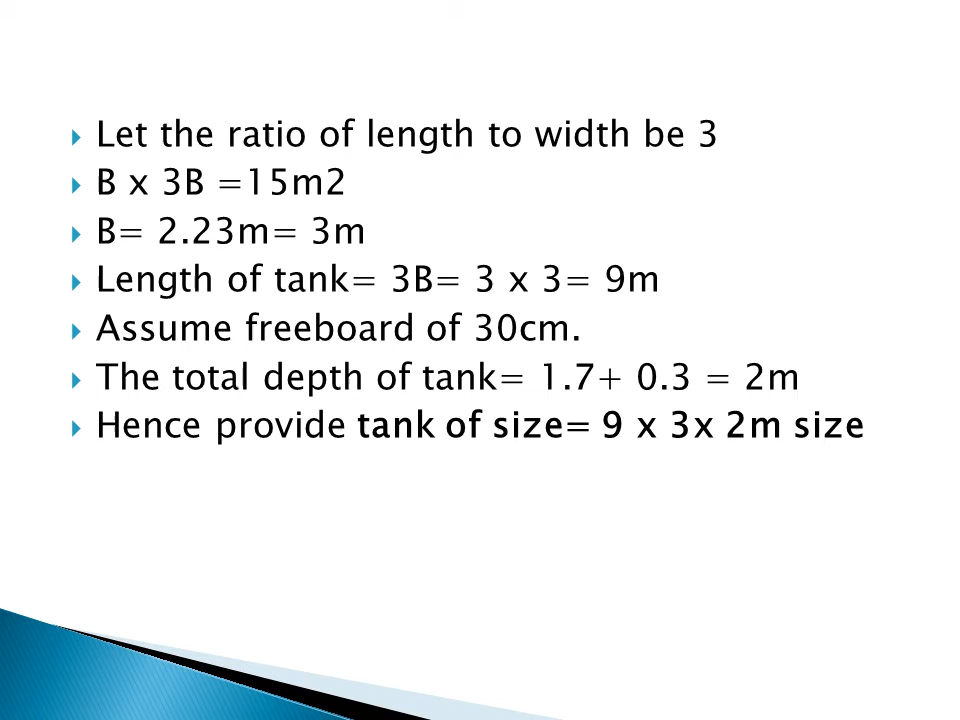 Let the ratio of length to width be 3
B x 3B =15m2
B= 2.23m= 3m
Length of tank= 3B= 3 x 3= 9m
Assume freeboard of 30cm.
The total depth of tank= 1.7+ 0.3 = 2m
Hence provide tank of size= 9 x 3x 2m size